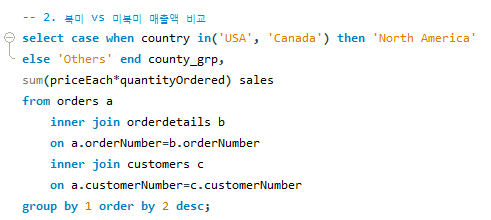 -- 2. 북미 vs 미북미 매출액 비교
select case when country in('USA', 'Canada') then 'North America'
else 'Others' end county_grp,
sum(priceEach*quantityOrdered) sales
from orders a
inner join orderdetails b
on a.orderNumber=b.orderNumber
inner join customers c
on a.customerNumber=c.customerNumber
group by 1 order by 2 desc;